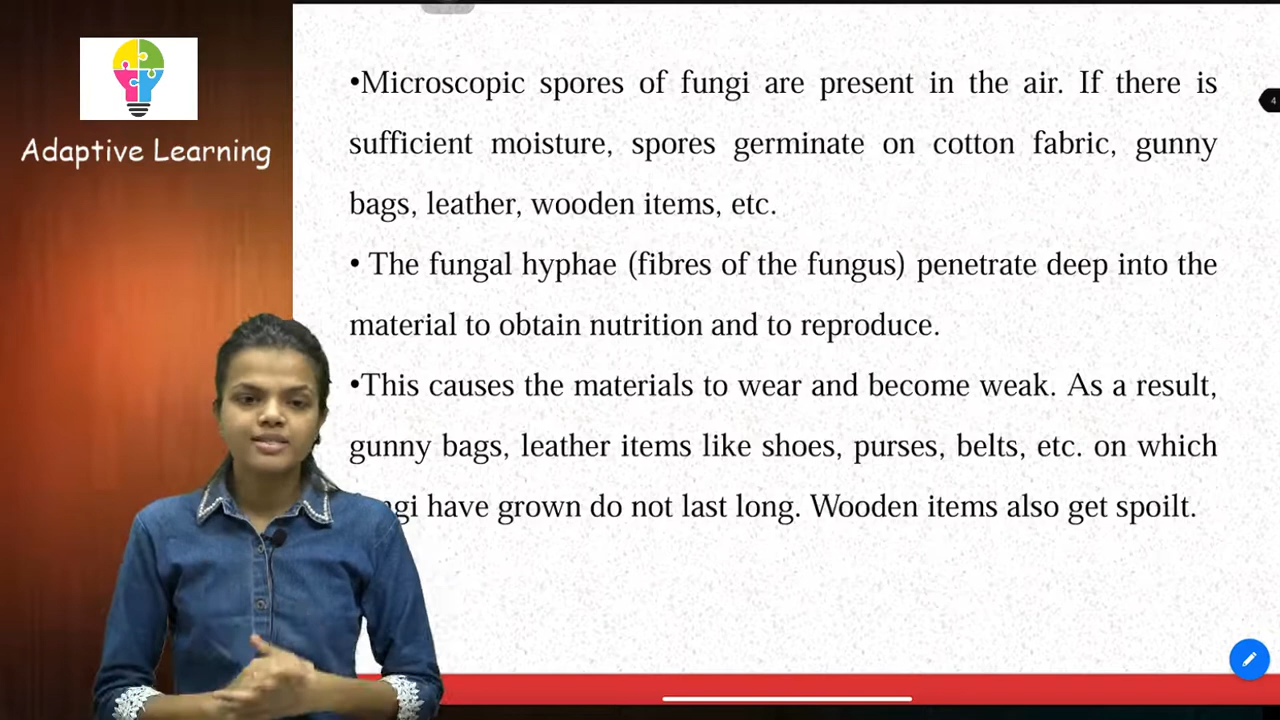 Adaptive Learning
•Microscopic spores of fungi are present in the air. If there is
sufficient moisture, spores germinate on cotton fabric, gunny
bags, leather, wooden items, etc.
• The fungal hyphae (fibres of the fungus) penetrate deep into the
material to obtain nutrition and to reproduce.
•This causes the materials to wear and become weak. As a result,
gunny bags, leather items like shoes, purses, belts, etc. on which
have grown do not last long. Wooden items also get spoilt.
4